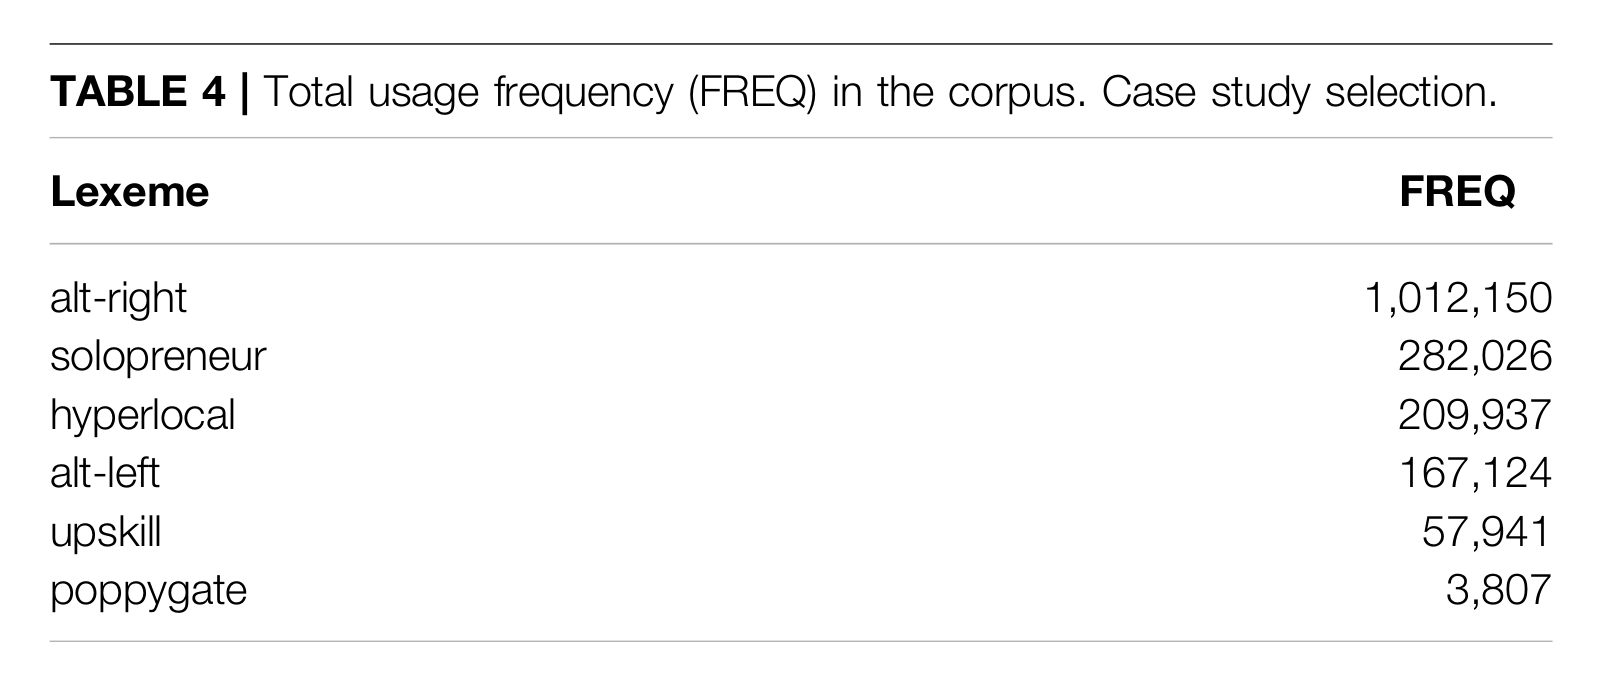 TABLE 4 | Total usage frequency (FREQ) in the corpus. Case study selection.
Lexeme FREQ
alt-right 1,012,150
solopreneur 282,026
hyperlocal 209,937
alt-left 167,124
upskill 57,941
poppygate 3,807